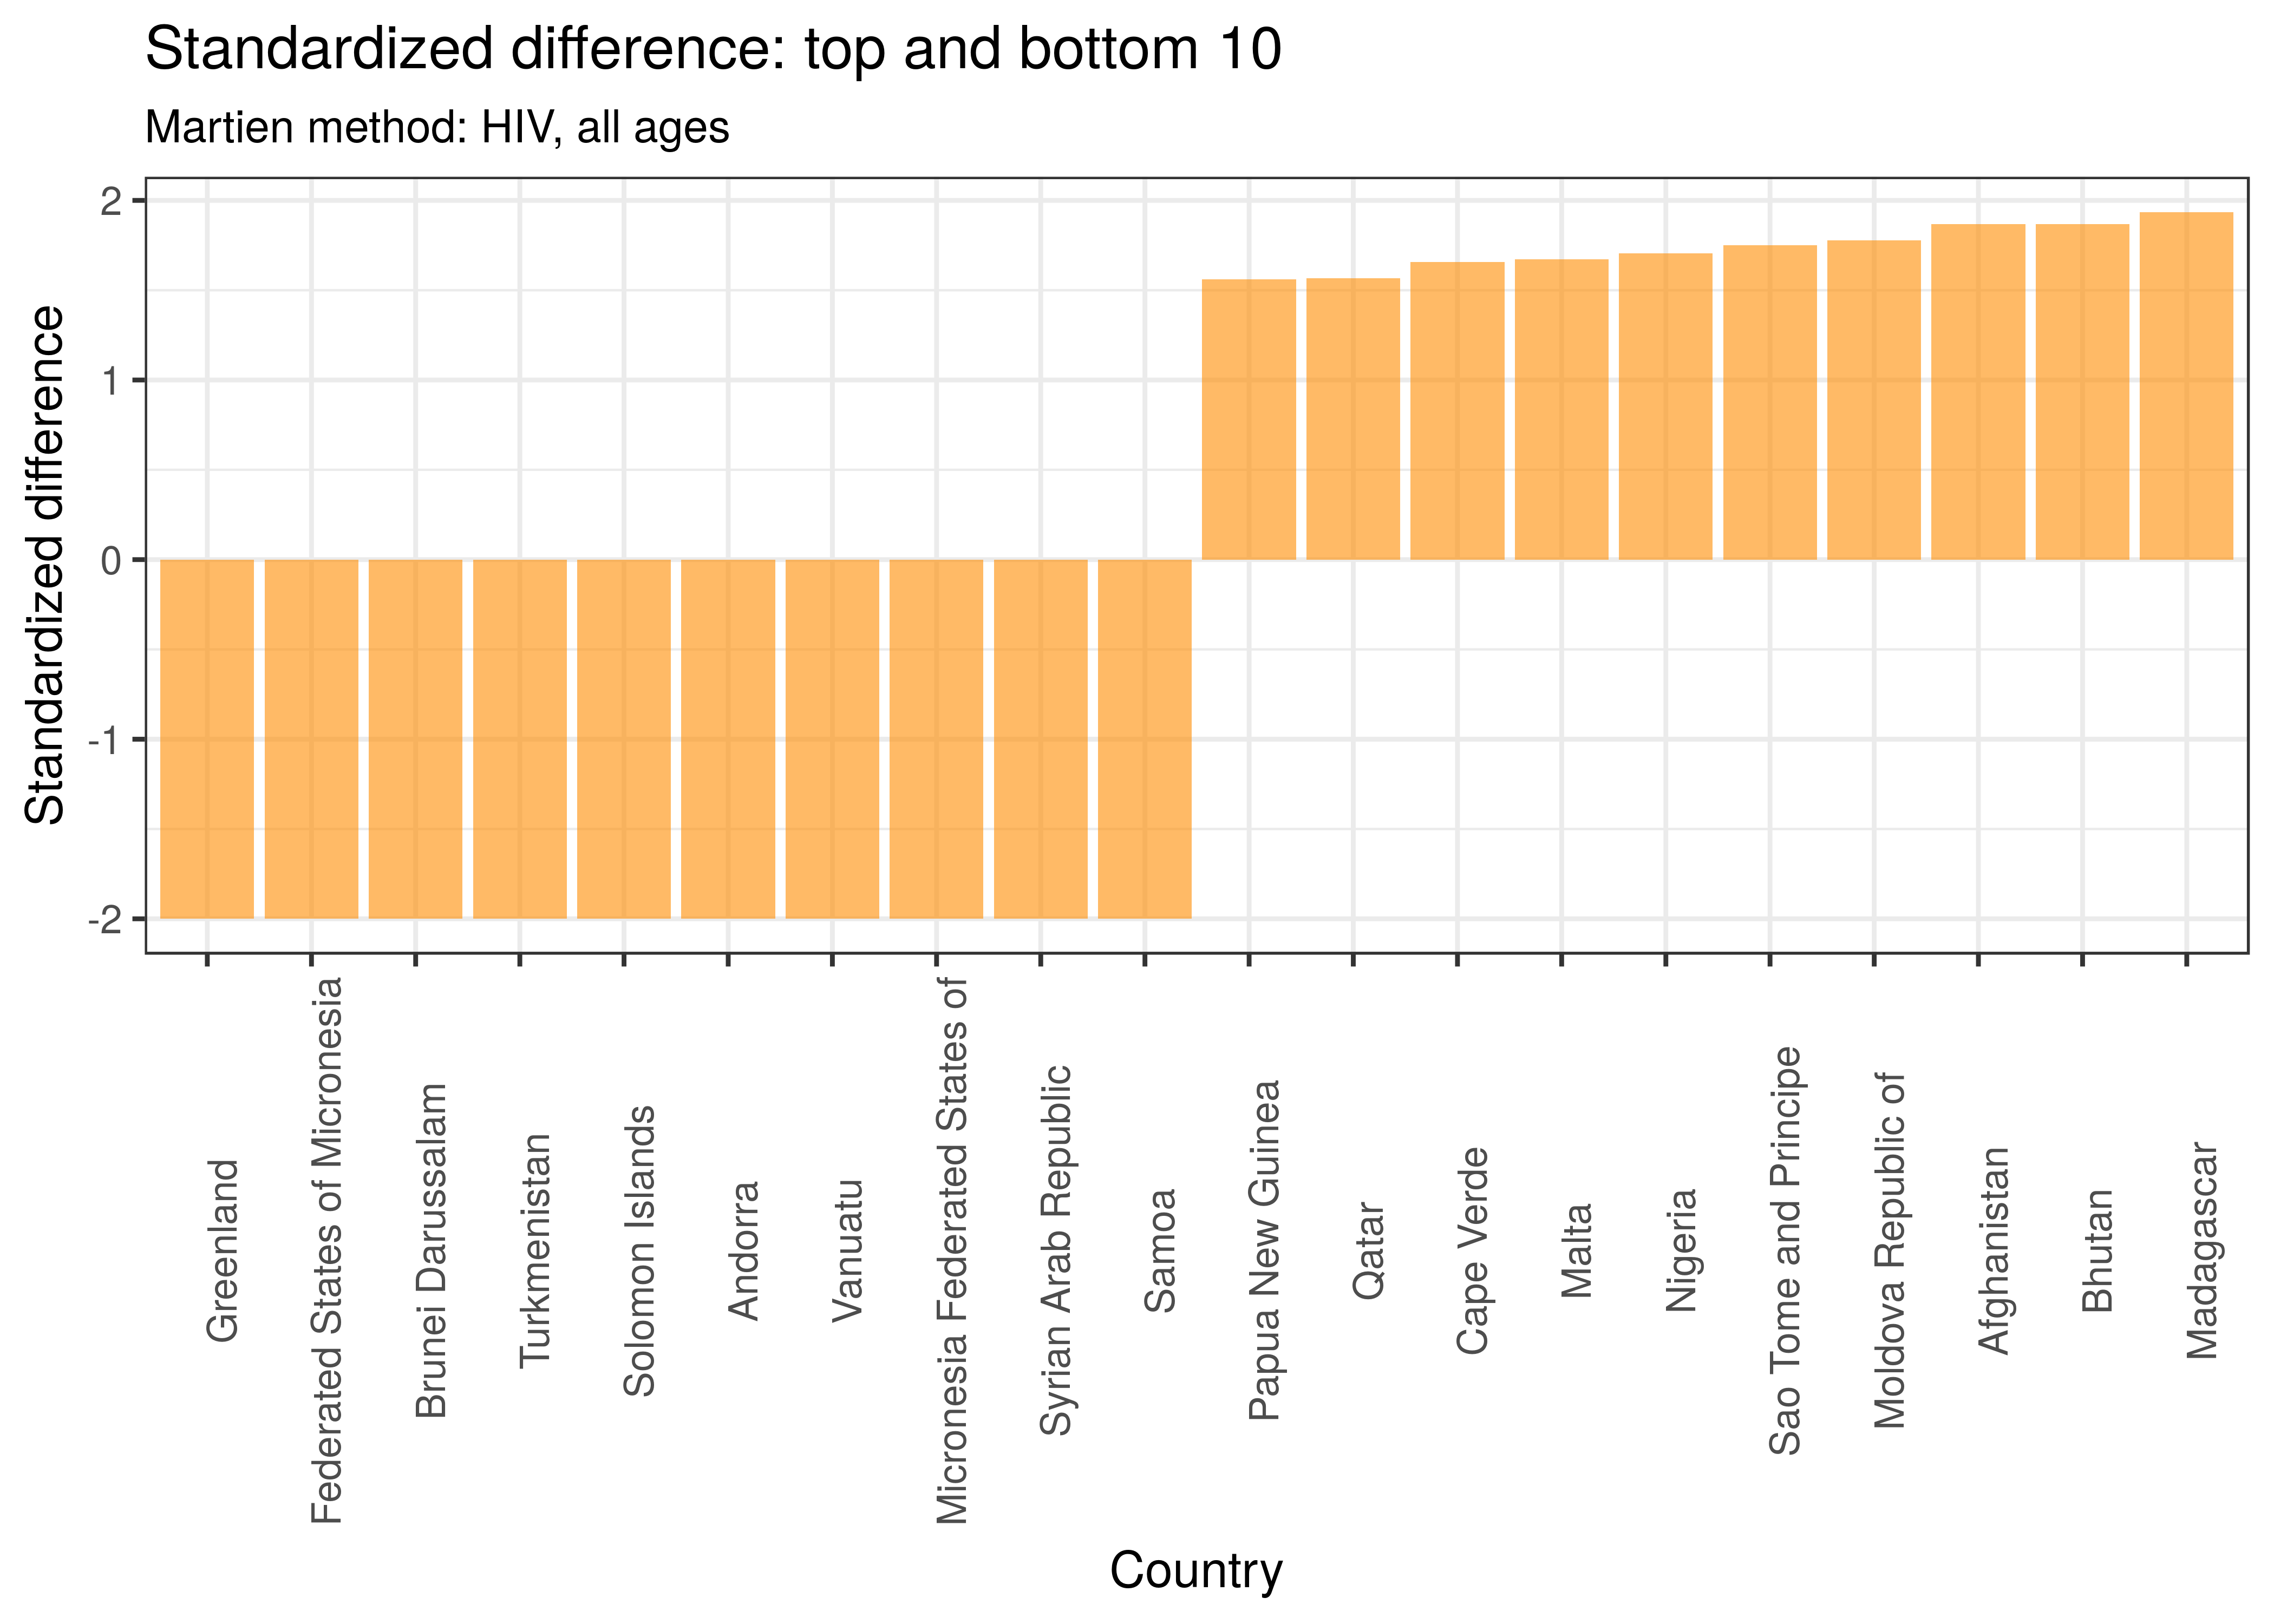 Standardized difference: top and bottom 10
Martien method: HIV, all ages
Standardized difference
2
1
0
-1
-2
Greenland
Federated States of Micronesia
Brunei Darussalam
Turkmenistan
Solomon Islands
Andorra
Vanuatu
Micronesia Federated States of
Syrian Arab Republic
Samoa
Papua New Guinea
Qatar
Cape Verde
Malta
Nigeria
Sao Tome and Principe
Moldova Republic of
Afghanistan
Bhutan
Madagascar
Country